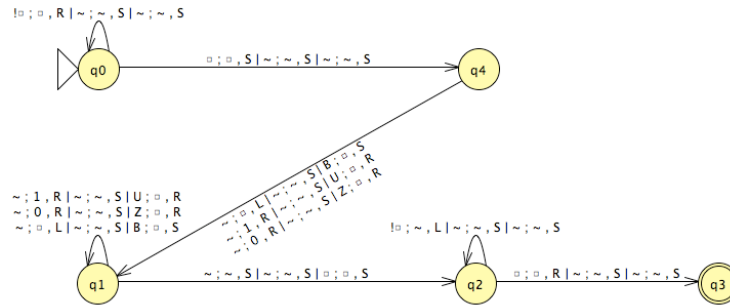 !□;□,R|~;~,S|~;~,S
q0
□;□,S|~;~,S|~;~,S
q4
~;□,L|~;~,S|B;□,S
~;1,R|~;~,S|U;□,R
~;0,R|~;~,S|Z;□,R
~;1,R|~;~,S|U;□,R
~;0,R|~;~,S|Z;□,R
~;□,L|~;~,S|B;□,S
q1
~;~,S|~;~,S|□;□,S
!□;~,L|~;~,S|~;~,S
q2
□;□,R|~;~,S|~;~,S
q3